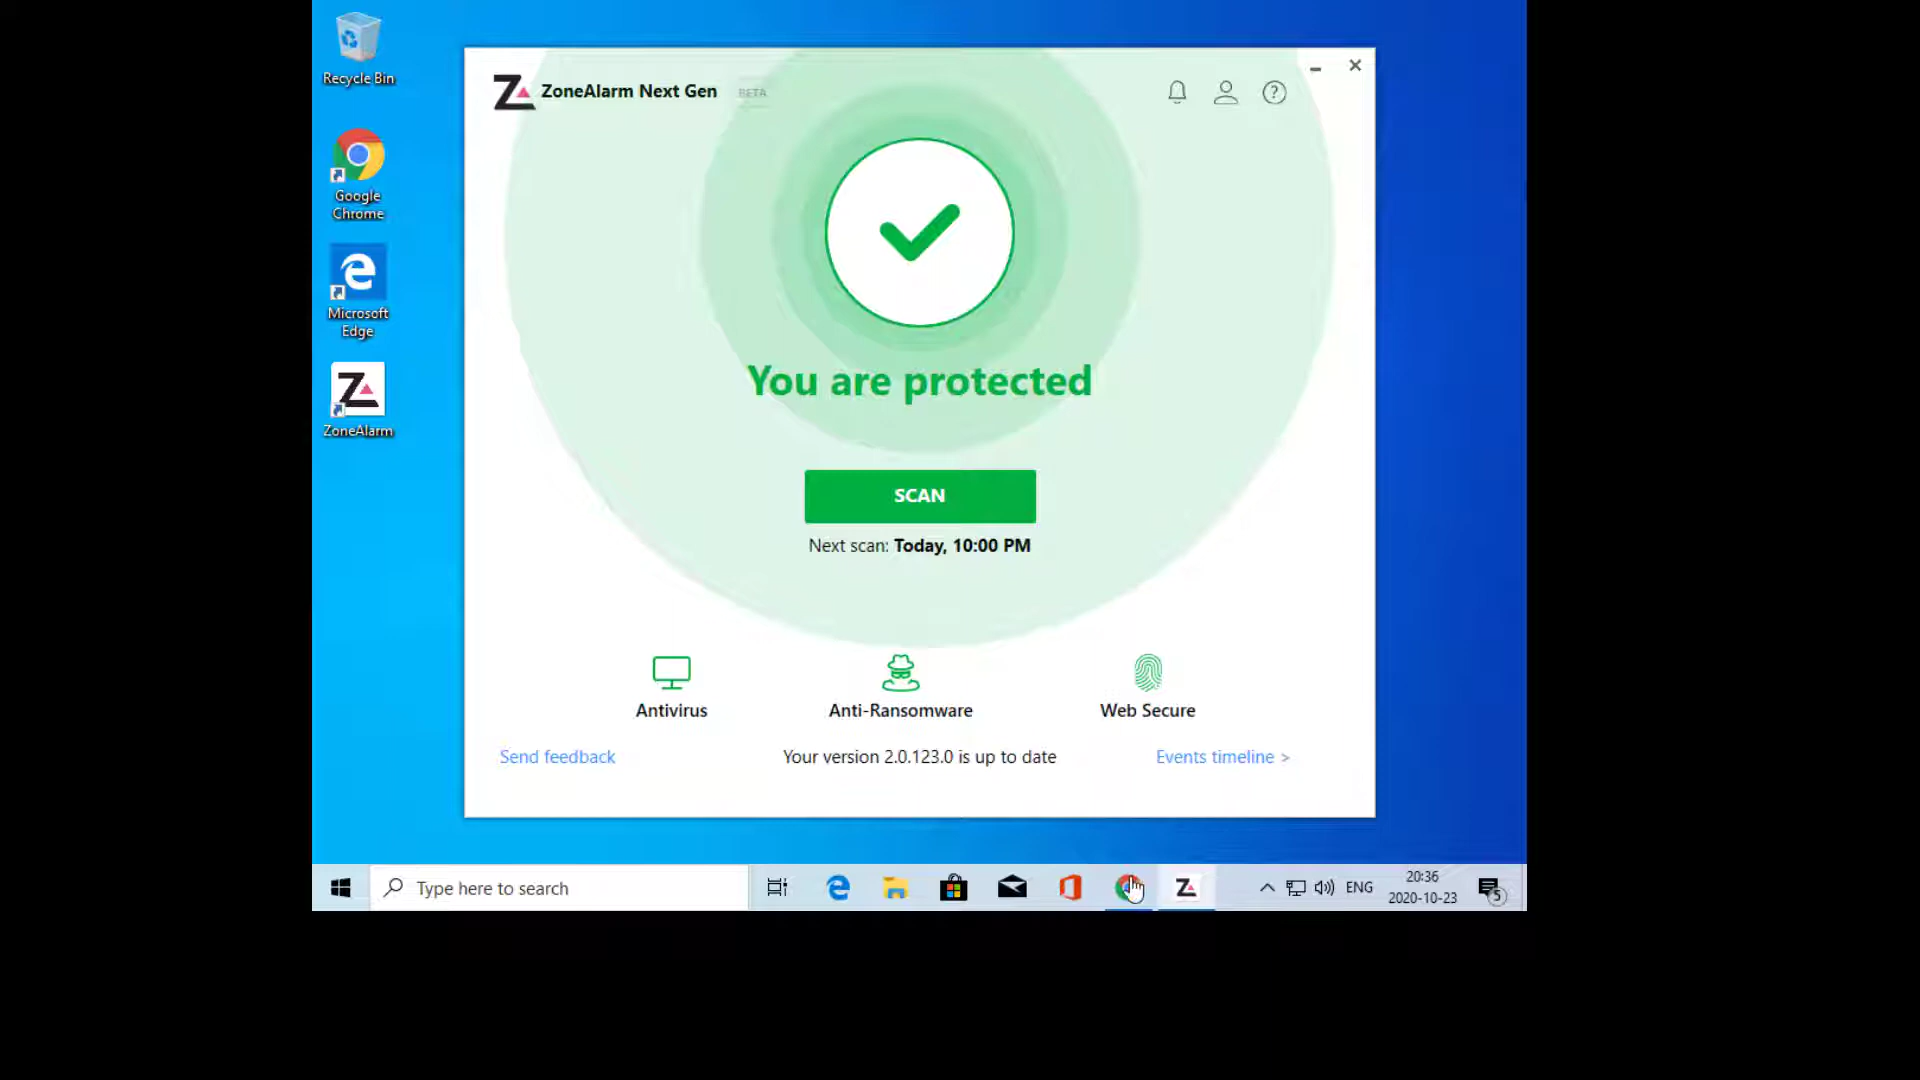 Recycle Bin
Google
Chrome
Microsoft
Edge
ZoneAlarm
ZoneAlarm Next Gen BETA
You are protected
SCAN
Next scan: Today, 10:00 PM
Antivirus
Anti-Ransomware
Web Secure
Send feedback
Your version 2.0.123.0 is up to date
Events timeline >
Type here to search
ENG
20:36
2020-10-23
5